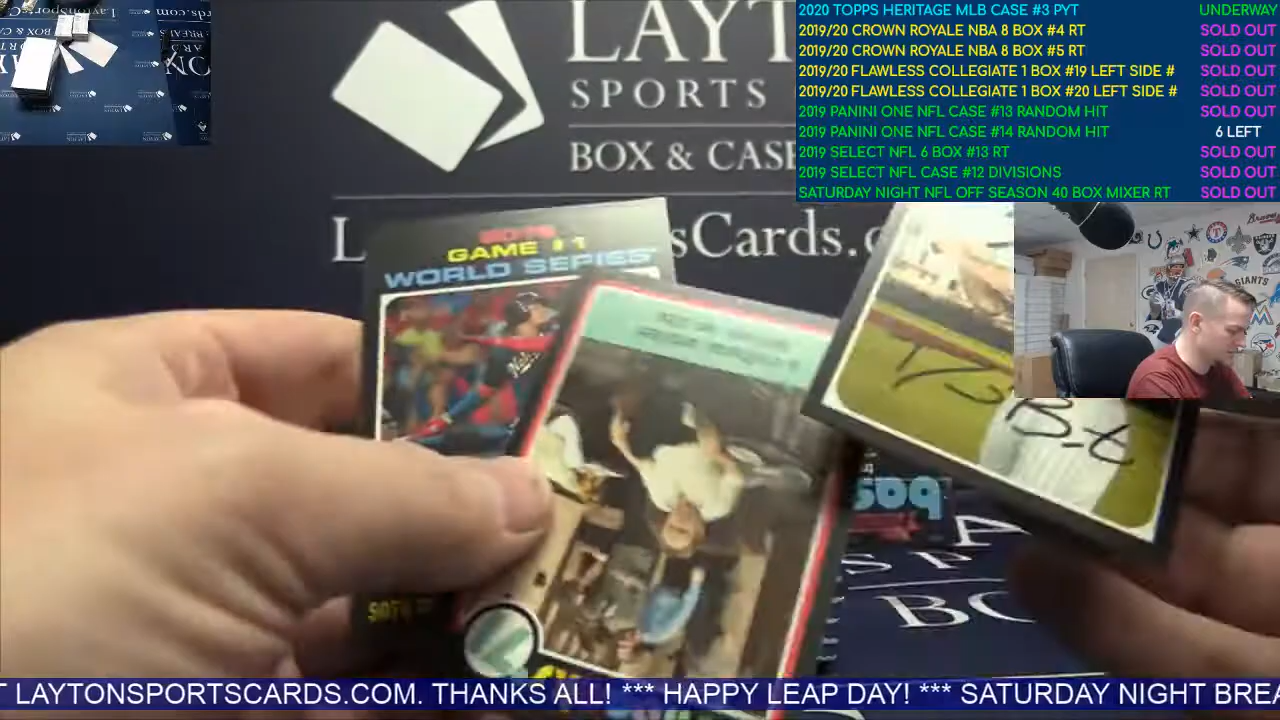 LAYT
SPORTS
BOX & CASE
L sCards.co
2020 TOPPS HERITAGE MLB CASE #3 PYT UNDERWAY
2019/20 CROWN ROYALE NBA 8 BOX #4 RT SOLD OUT
2019/20 CROWN ROYALE NBA 8 BOX #5 RT SOLD OUT
2019/20 FLAWLESS COLLEGIATE 1 BOX #19 LEFT SIDE # SOLD OUT
2019/20 FLAWLESS COLLEGIATE 1 BOX #20 LEFT SIDE # SOLD OUT
2019 PANINI ONE NFL CASE #13 RANDOM HIT SOLD OUT
2019 PANINI ONE NFL CASE #14 RANDOM HIT 6 LEFT
2019 SELECT NFL 6 BOX #13 RT SOLD OUT
2019 SELECT NFL CASE #12 DIVISIONS SOLD OUT
SATURDAY NIGHT NFL OFF SEASON 40 BOX MIXER RT SOLD OUT
GAME #1
WORLD SERIES
GIANTS
T LAYTONSPORTSCARDS.COM. THANKS ALL! *** HAPPY LEAP DAY! *** SATURDAY NIGHT BREA